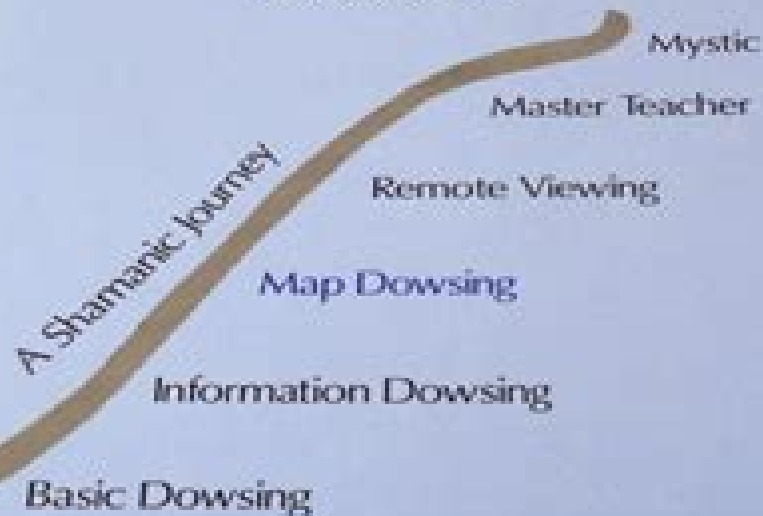 Mystic
Master Teacher
Remote Viewing
A Shamanic Journey
Map Dowsing
Information Dowsing
Basic Dowsing